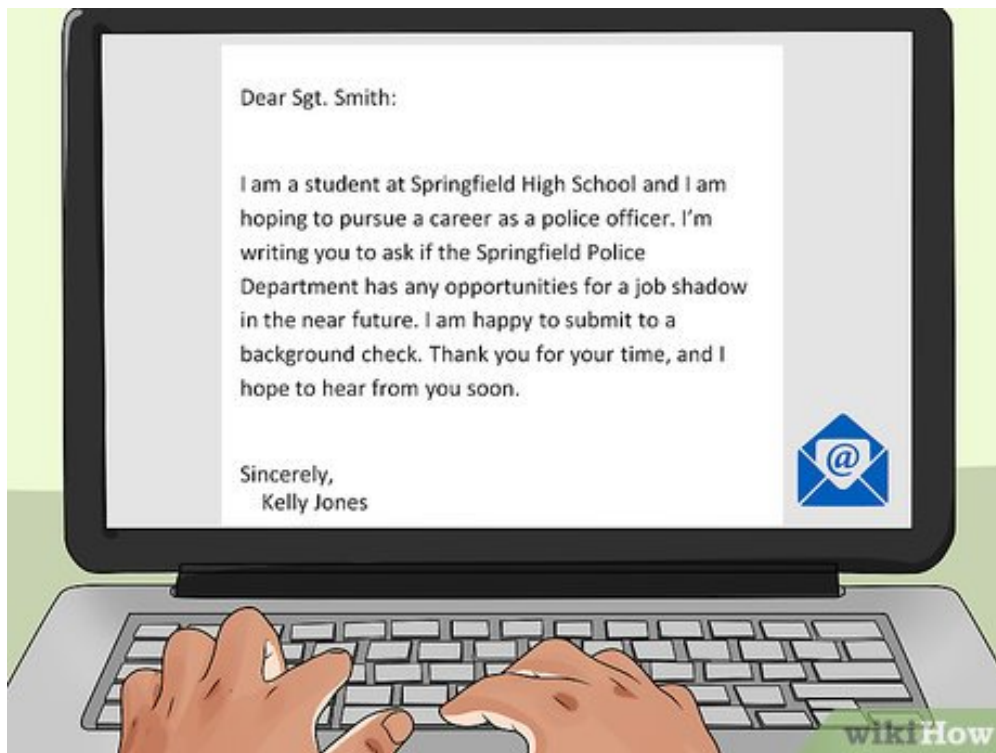 Dear Sgt. Smith:
I am a student at Springfield High School and I am
hoping to pursue a career as a police officer. I'm
writing you to ask if the Springfield Police
Department has any opportunities for a job shadow
in the near future. I am happy to submit to a
background check. Thank you for your time, and I
hope to hear from you soon.
Sincerely,
Kelly Jones
@
wikiHow